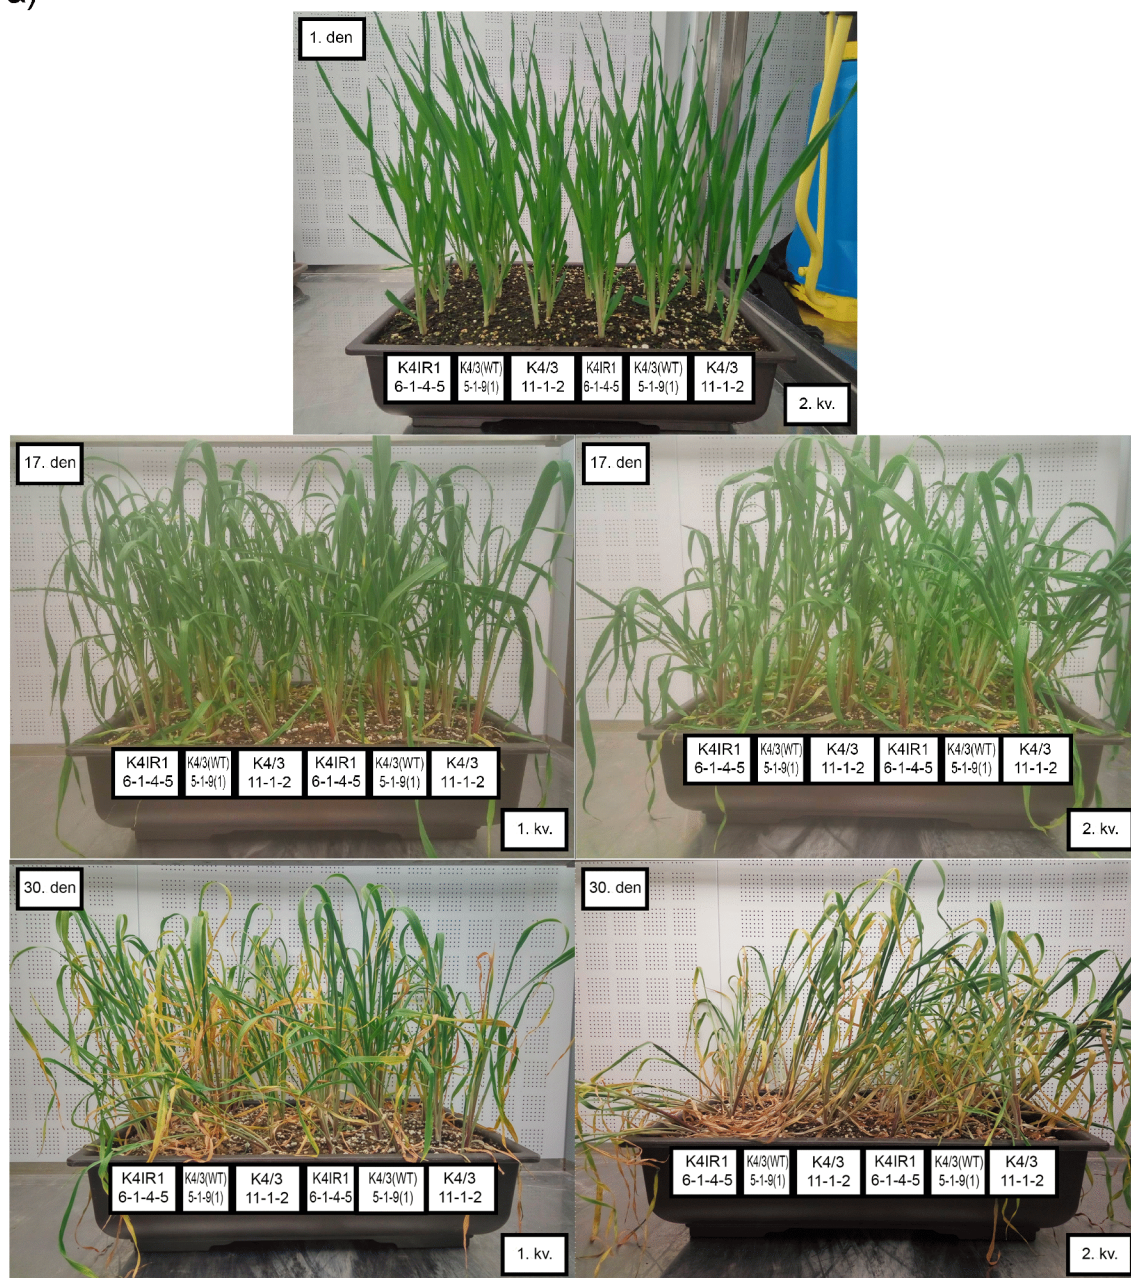 a)
1. den
K4IR1 K4/3(WT) K4/3 K4IR1 K4/3(WT) K4/3
6-1-4-5 5-1-9(1) 11-1-2 6-1-4-5 5-1-9(1) 11-1-2
2. kv.
17. den
K4IR1 K4/3(WT) K4/3 K4IR1 K4/3(WT) K4/3
6-1-4-5 5-1-9(1) 11-1-2 6-1-4-5 5-1-9(1) 11-1-2
1. kv.
17. den
K4IR1 K4/3(WT) K4/3 K4IR1 K4/3(WT) K4/3
6-1-4-5 5-1-9(1) 11-1-2 6-1-4-5 5-1-9(1) 11-1-2
2. kv.
30. den
K4IR1 K4/3(WT) K4/3 K4IR1 K4/3(WT) K4/3
6-1-4-5 5-1-9(1) 11-1-2 6-1-4-5 5-1-9(1) 11-1-2
1. kv.
30. den
K4IR1 K4/3(WT) K4/3 K4IR1 K4/3(WT) K4/3
6-1-4-5 5-1-9(1) 11-1-2 6-1-4-5 5-1-9(1) 11-1-2
2. kv.